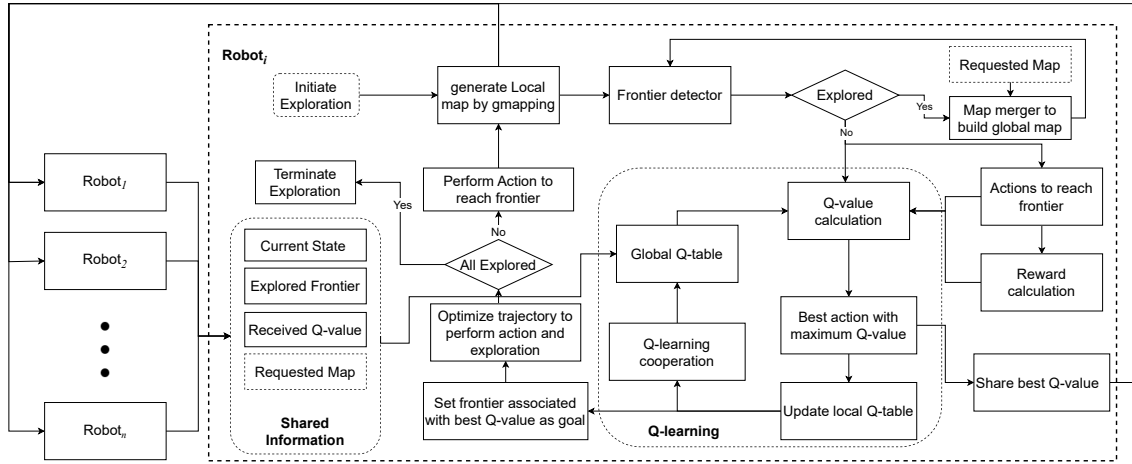 Robot_i
Initiate
Exploration
generate Local
map by gmapping
Frontier detector
Explored
Yes
No
Requested Map
Map merger to
build global map
Robot_1
Robot_2
Robot_n
Terminate
Exploration
Yes
Perform Action to
reach frontier
No
All Explored
Current State
Explored Frontier
Received Q-value
Requested Map
Shared
Information
Optimize trajectory to
perform action and
exploration
Set frontier associated
with best Q-value as goal
Global Q-table
Q-learning
cooperation
Q-learning
Q-value
calculation
Best action with
maximum Q-value
Update local Q-table
Actions to reach
frontier
Reward
calculation
Share best Q-value